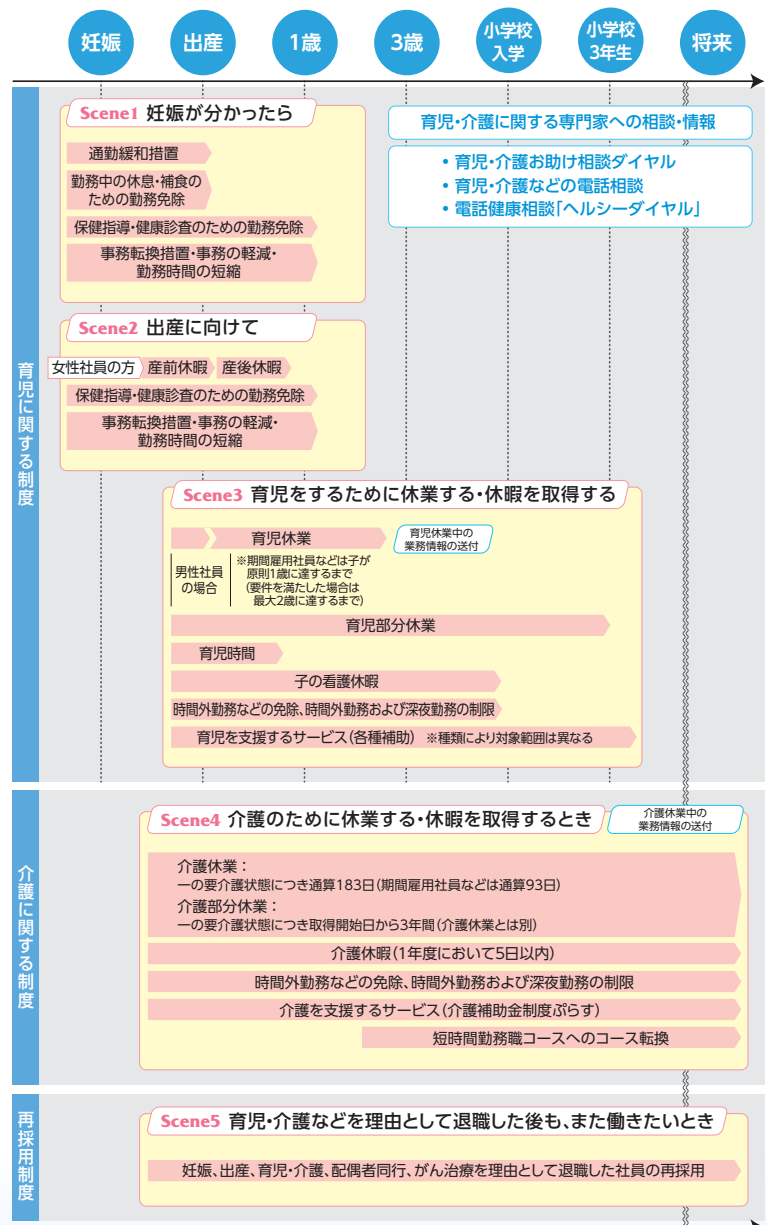 妊娠
出産
1歳
3歳
小学校
入学
小学校
3年生
将来
育児に関する制度
Scene1 妊娠が分かったら
通勤緩和措置
勤務中の休息・補食の
ための勤務免除
保健指導・健康診査のための勤務免除
事務転換措置・事務の軽減・
勤務時間の短縮
育児・介護に関する専門家への相談・情報
• 育児・介護お助け相談ダイヤル
• 育児・介護などの電話相談
• 電話健康相談「ヘルシーダイヤル」
Scene2 出産に向けて
女性社員の方
産前休暇
産後休暇
保健指導・健康診査のための勤務免除
事務転換措置・事務の軽減・
勤務時間の短縮
Scene3 育児をするために休業する・休暇を取得する
育児休業
育児休業中の
業務情報の送付
男性社員
の場合
※期間雇用社員などは子が
原則1歳に達するまで
(要件を満たした場合は
最大2歳に達するまで)
育児部分休業
育児時間
子の看護休暇
時間外勤務などの免除、時間外勤務および深夜勤務の制限
育児を支援するサービス(各種補助) ※種類により対象範囲は異なる
介護に関する制度
Scene4 介護のために休業する・休暇を取得するとき
介護休業中の
業務情報の送付
介護休業：
一の要介護状態につき通算183日(期間雇用社員などは通算93日)
介護部分休業：
一の要介護状態につき取得開始日から3年間(介護休業とは別)
介護休暇(1年度において5日以内)
時間外勤務などの免除、時間外勤務および深夜勤務の制限
介護を支援するサービス(介護補助金制度ぷらす)
短時間勤務職コースへのコース転換
再採用制度
Scene5 育児・介護などを理由として退職した後も、また働きたいとき
妊娠、出産、育児・介護、配偶者同行、がん治療を理由として退職した社員の再採用